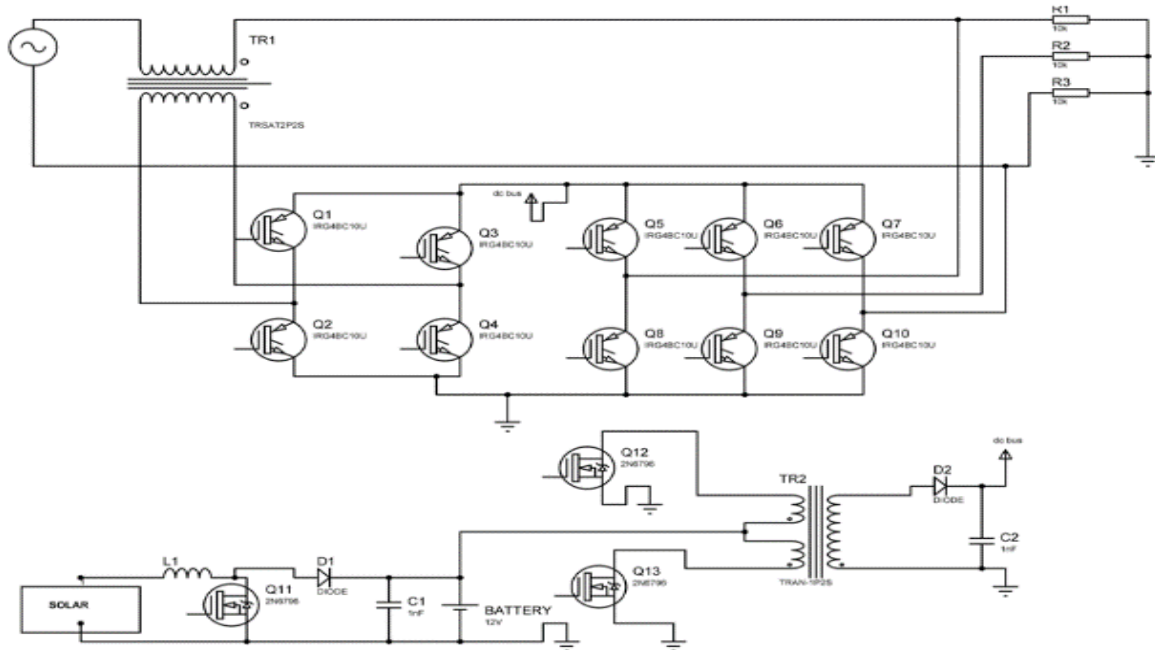 R1
10k
TR1
R2
10k
R3
10k
TRSAT2P2S
dc bus
Q1
IRG4BC10U
Q3
IRG4BC10U
Q5
IRG4BC10U
Q6
IRG4BC10U
Q7
IRG4BC10U
Q2
IRG4BC10U
Q4
IRG4BC10U
Q8
IRG4BC10U
Q9
IRG4BC10U
Q10
IRG4BC10U
dc bus
Q12
2N6796
TR2
D2
DIODE
C2
1nF
L1
D1
DIODE
Q11
2N6796
Q13
2N6796
TRAN-1P2S
SOLAR
C1
1nF
BATTERY
12V